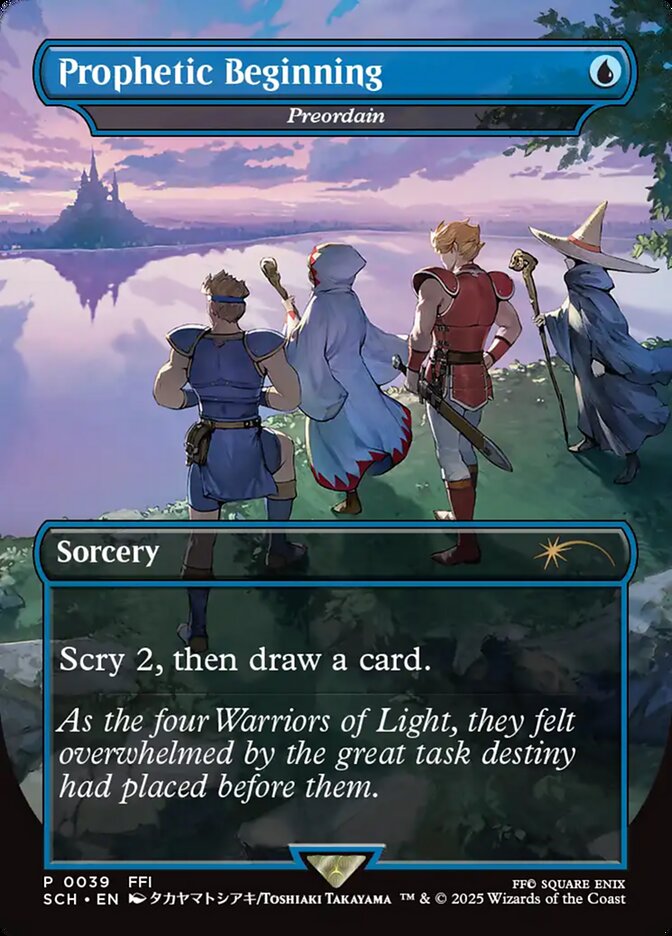 Prophetic Beginning
Preordain
Sorcery
Scry 2, then draw a card.
As the four Warriors of Light, they felt
overwhelmed by the great task destiny
had placed before them.
P 0039 FFI
FF© SQUARE ENIX
SCH • EN タカヤマトシアキ/TOSHIAKI TAKAYAMA ™ & © 2025 Wizards of the Coast